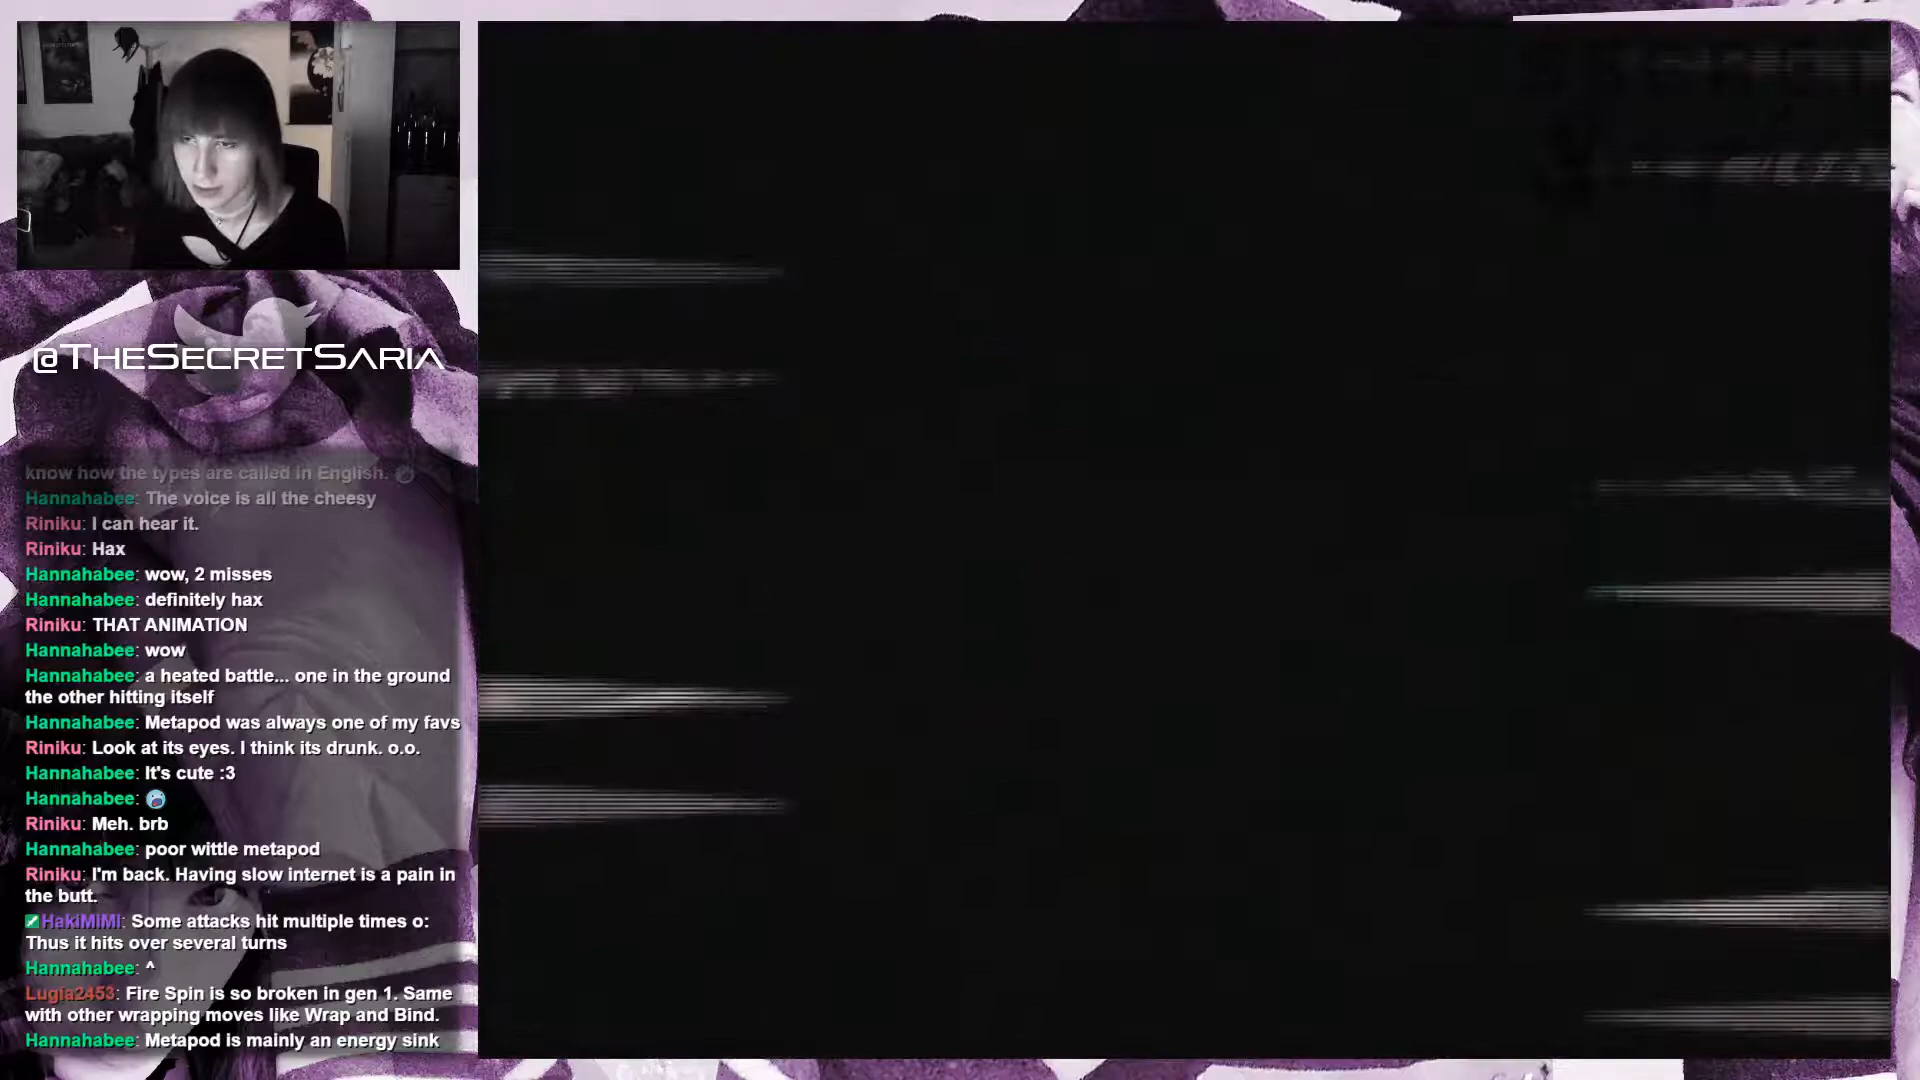 @THESECRETSARIA
know how the types are called in English.
Hannahabee: The voice is all the cheesy
Riniku: I can hear it.
Riniku: Hax
Hannahabee: wow, 2 misses
Hannahabee: definitely hax
Riniku: THAT ANIMATION
Hannahabee: wow
Hannahabee: a heated battle... one in the ground
the other hitting itself
Hannahabee: Metapod was always one of my favs
Riniku: Look at its eyes. I think its drunk. o.o.
Hannahabee: It's cute :3
Hannahabee:
Riniku: Meh. brb
Hannahabee: poor wittle metapod
Riniku: I'm back. Having slow internet is a pain in
the butt.
HakiMIMI: Some attacks hit multiple times o:
Thus it hits over several turns
Hannahabee: ^
Lugia2453: Fire Spin is so broken in gen 1. Same
with other wrapping moves like Wrap and Bind.
Hannahabee: Metapod is mainly an energy sink